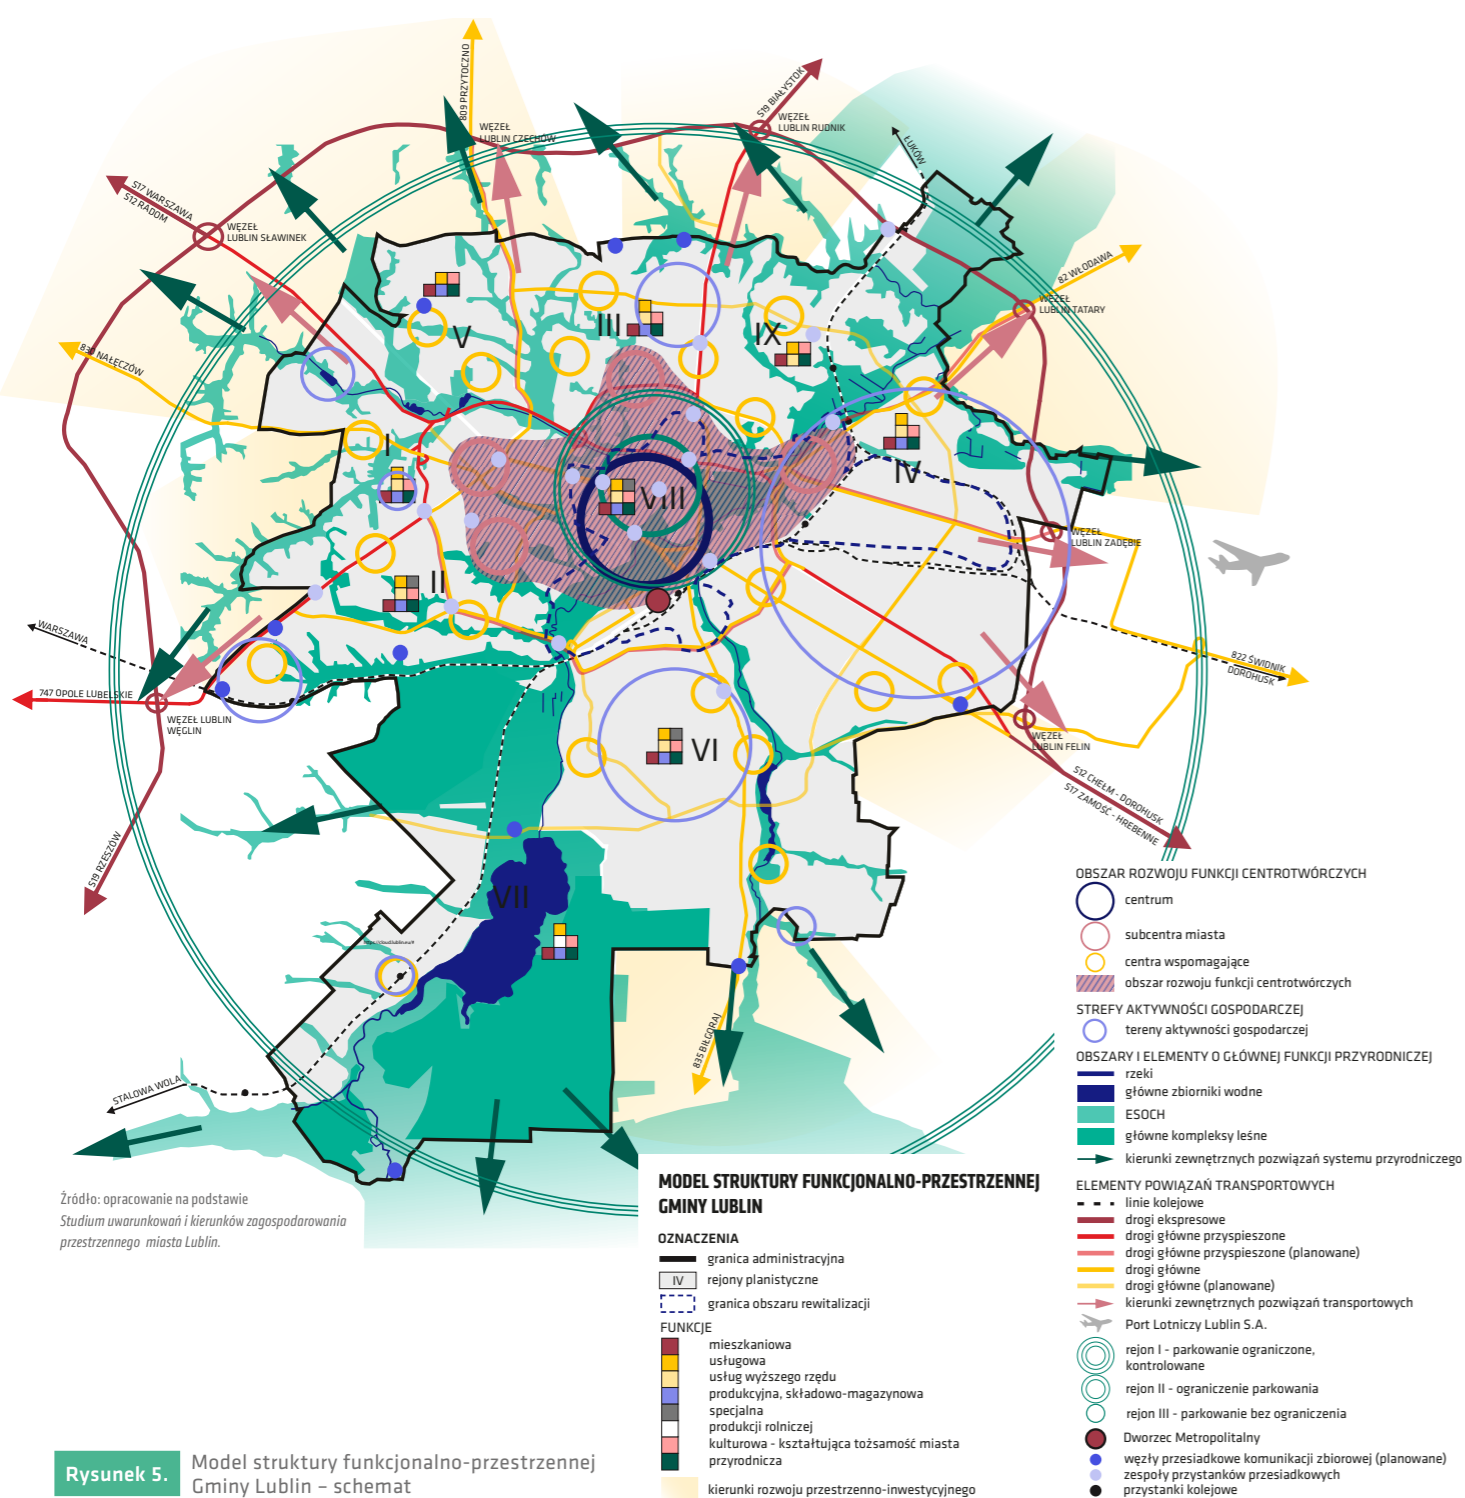 809 PRZYTOCZNO
WĘZEŁ
LUBLIN CZECHÓW
S19 BIAŁYSTOK
WĘZEŁ
LUBLIN RUDNIK
ŁUKÓW
S17 WARSZAWA
S12 RADOM
WĘZEŁ
LUBLIN SŁAWINEK
82 WŁODAWA
WĘZEŁ
LUBLIN TATARY
830 NAŁĘCZÓW
V
III
IX
I
IV
VIII
II
WĘZEŁ
LUBLIN ZADĘBIE
WARSZAWA
822 ŚWIDNIK
DOROHUSK
747 OPOLE LUBELSKIE
WĘZEŁ LUBLIN
WĘGLIN
WĘZEŁ
LUBLIN FELIN
VI
S12 CHEŁM - DOROHUSK
S17 ZAMOŚĆ - HREBENNE
S19 RZESZÓW
VII
835 BIŁGORAJ
STALOWA WOLA
Źródło: opracowanie na podstawie
Studium uwarunkowań i kierunków zagospodarowania
przestrzennego miasta Lublin.
Rysunek 5.
Model struktury funkcjonalno-przestrzennej
Gminy Lublin – schemat
MODEL STRUKTURY FUNKCJONALNO-PRZESTRZENNEJ
GMINY LUBLIN
OZNACZENIA
granica administracyjna
IV rejony planistyczne
granica obszaru rewitalizacji
FUNKCJE
mieszkaniowa
usługowa
usług wyższego rzędu
produkcyjna, składowo-magazynowa
specjalna
produkcji rolniczej
kulturowa - kształtująca tożsamość miasta
przyrodnicza
kierunki rozwoju przestrzenno-inwestycyjnego
OBSZAR ROZWOJU FUNKCJI CENTROTWÓRCZYCH
centrum
subcentra miasta
centra wspomagające
obszar rozwoju funkcji centrotwórczych
STREFY AKTYWNOŚCI GOSPODARCZEJ
tereny aktywności gospodarczej
OBSZARY I ELEMENTY O GŁÓWNEJ FUNKCJI PRZYRODNICZEJ
rzeki
główne zbiorniki wodne
ESOCH
główne kompleksy leśne
kierunki zewnętrznych pozwiązań systemu przyrodniczego
ELEMENTY POWIĄZAŃ TRANSPORTOWYCH
linie kolejowe
drogi ekspresowe
drogi główne przyspieszone
drogi główne przyspieszone (planowane)
drogi główne
drogi główne (planowane)
kierunki zewnętrznych pozwiązań transportowych
Port Lotniczy Lublin S.A.
rejon I - parkowanie ograniczone,
kontrolowane
rejon II - ograniczenie parkowania
rejon III - parkowanie bez ograniczenia
Dworzec Metropolitalny
węzły przesiadkowe komunikacji zbiorowej (planowane)
zespoły przystanków przesiadkowych
przystanki kolejowe